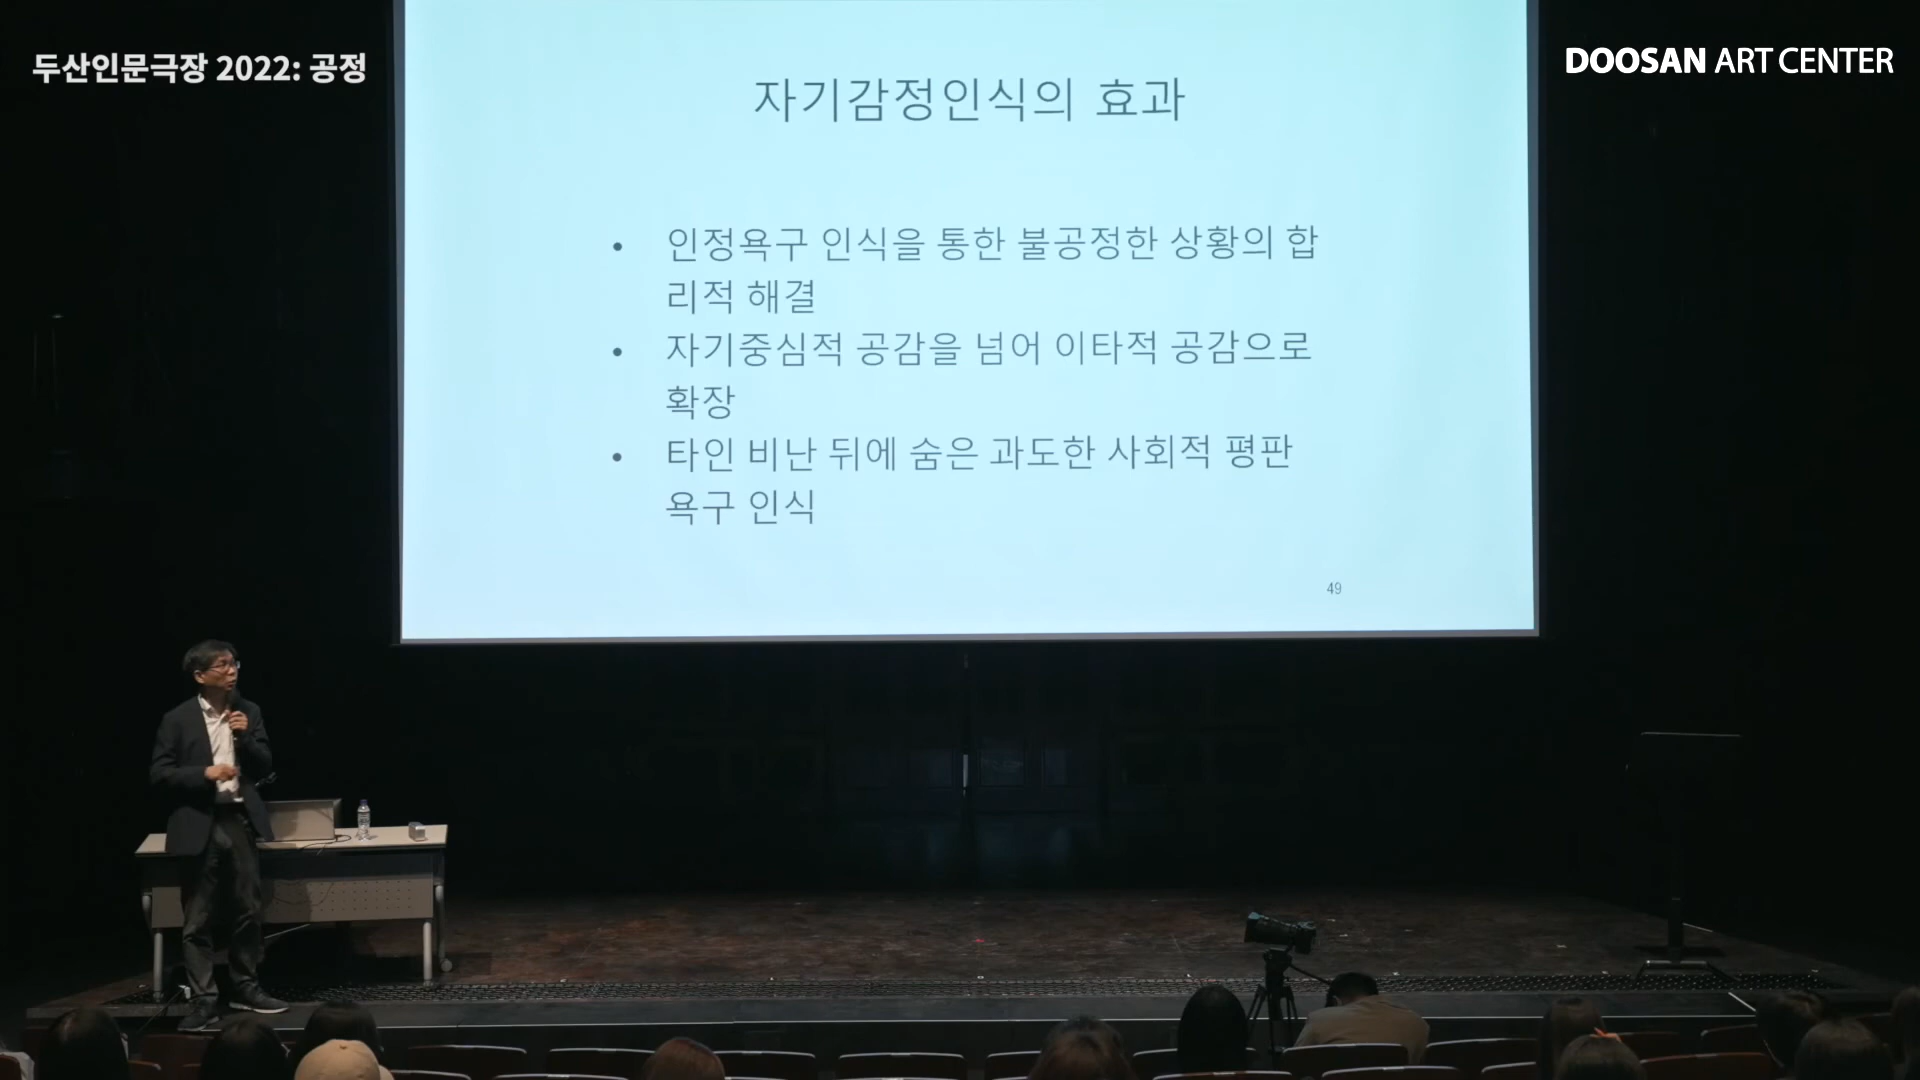 두산인문극장 2022: 공정
DOOSAN ART CENTER
자기감정인식의 효과
• 인정욕구 인식을 통한 불공정한 상황의 합
리적 해결
• 자기중심적 공감을 넘어 이타적 공감으로
확장
• 타인 비난 뒤에 숨은 과도한 사회적 평판
욕구 인식
49